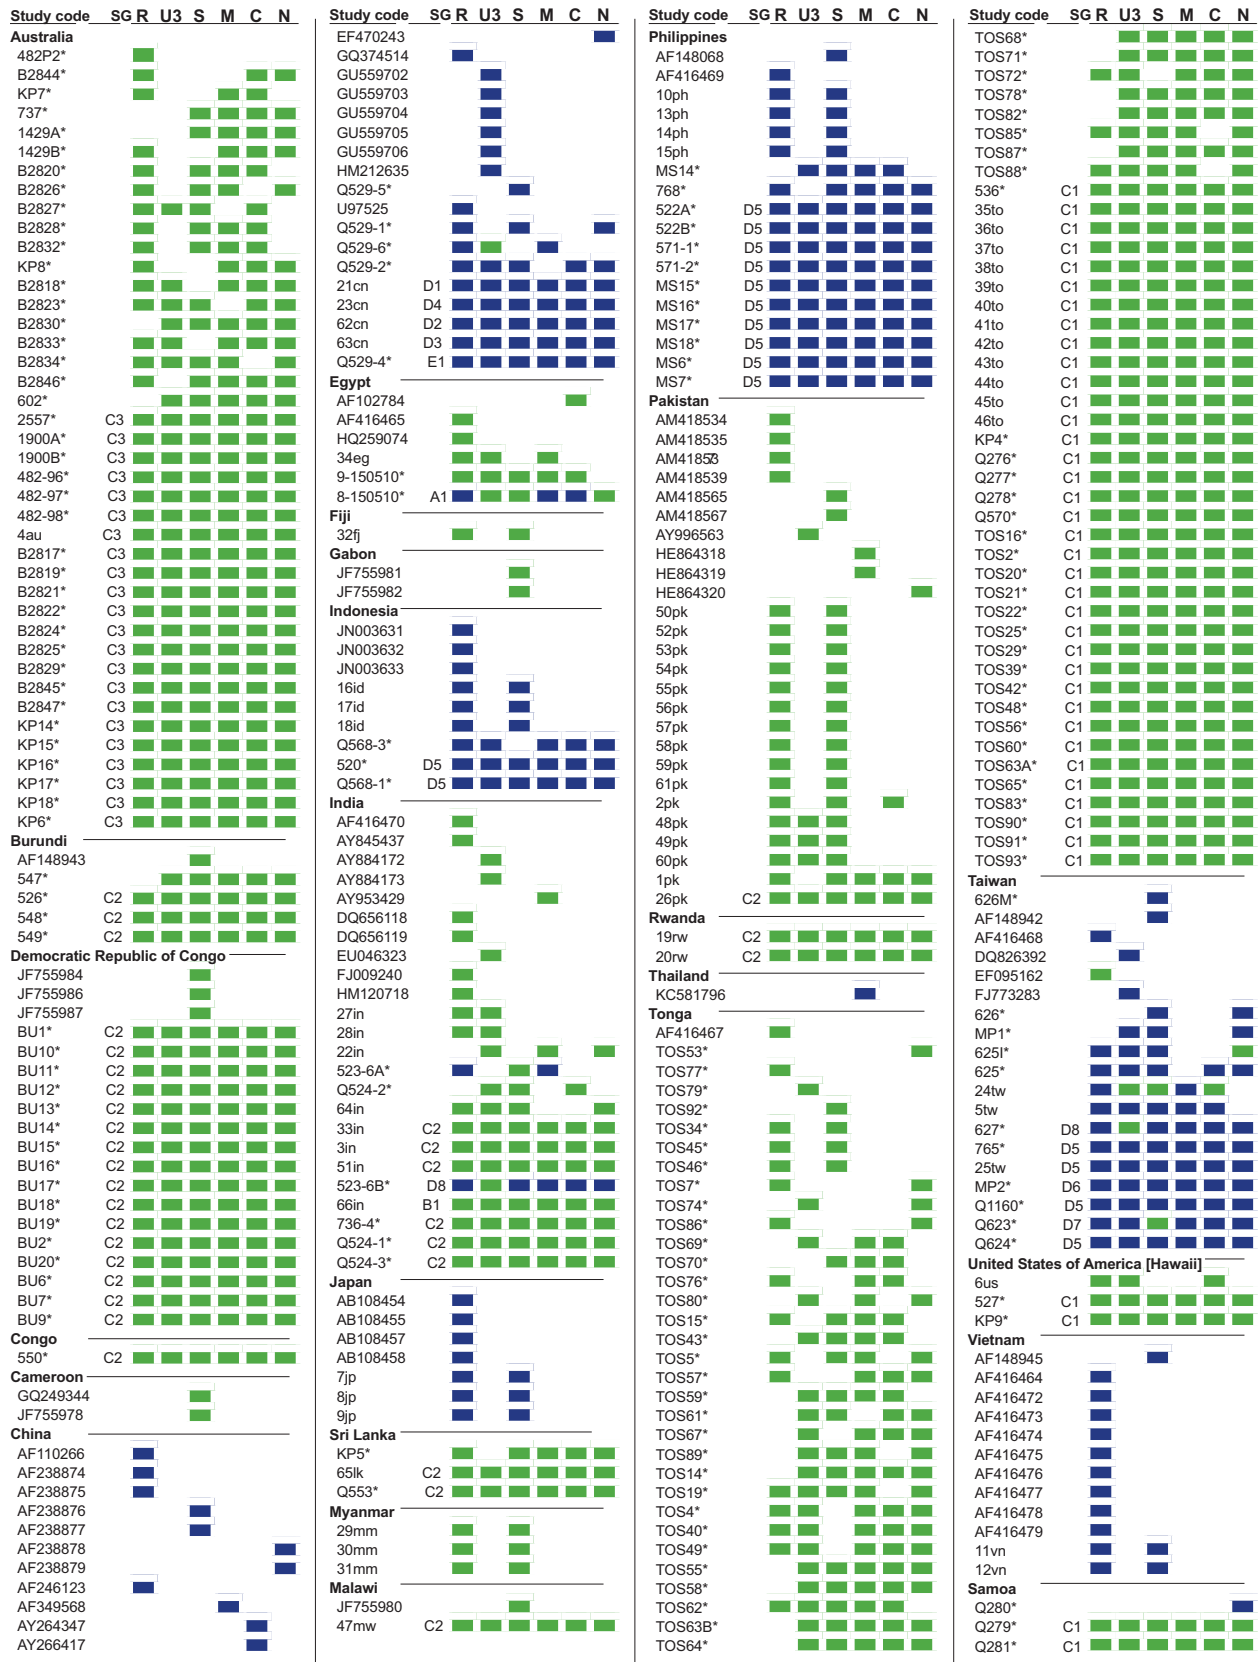 Study code SG R U3 S M C N
Australia
482P2*
B2844*
KP7*
737*
1429A*
1429B*
B2820*
B2826*
B2827*
B2828*
B2832*
KP8*
B2818*
B2823*
B2830*
B2833*
B2834*
B2846*
602*
2557* C3
1900A* C3
1900B* C3
482-96* C3
482-97* C3
482-98* C3
4au C3
B2817* C3
B2819* C3
B2821* C3
B2822* C3
B2824* C3
B2825* C3
B2829* C3
B2845* C3
B2847* C3
KP14* C3
KP15* C3
KP16* C3
KP17* C3
KP18* C3
KP6* C3
Burundi
AF148943
547*
526* C2
548* C2
549* C2
Democratic Republic of Congo
JF755984
JF755986
JF755987
BU1* C2
BU10* C2
BU11* C2
BU12* C2
BU13* C2
BU14* C2
BU15* C2
BU16* C2
BU17* C2
BU18* C2
BU19* C2
BU2* C2
BU20* C2
BU6* C2
BU7* C2
BU9* C2
Congo
550* C2
Cameroon
GQ249344
JF755978
China
AF110266
AF238874
AF238875
AF238876
AF238877
AF238878
AF238879
AF246123
AF349568
AY264347
AY266417
Study code SG R U3 S M C N
EF470243
GQ374514
GU559702
GU559703
GU559704
GU559705
GU559706
HM212635
Q529-5*
U97525
Q529-1*
Q529-6*
Q529-2*
21cn D1
23cn D4
62cn D2
63cn D3
Q529-4* E1
Egypt
AF102784
AF416465
HQ259074
34eg
9-150510*
8-150510* A1
Fiji
32fj
Gabon
JF755981
JF755982
Indonesia
JN003631
JN003632
JN003633
16id
17id
18id
Q568-3*
520* D5
Q568-1* D5
India
AF416470
AY845437
AY884172
AY884173
AY953429
DQ656118
DQ656119
EU046323
FJ009240
HM120718
27in
28in
22in
523-6A*
Q524-2*
64in
33in C2
3in C2
51in C2
523-6B* D8
66in B1
736-4* C2
Q524-1* C2
Q524-3* C2
Japan
AB108454
AB108455
AB108457
AB108458
7jp
8jp
9jp
Sri Lanka
KP5*
65lk C2
Q553* C2
Myanmar
29mm
30mm
31mm
Malawi
JF755980
47mw C2
Study code SG R U3 S M C N
Philippines
AF148068
AF416469
10ph
13ph
14ph
15ph
MS14*
768*
522A* D5
522B* D5
571-1* D5
571-2* D5
MS15* D5
MS16* D5
MS17* D5
MS18* D5
MS6* D5
MS7* D5
Pakistan
AM418534
AM418535
AM418539
AM418565
AM418567
AY996563
HE864318
HE864319
HE864320
50pk
52pk
53pk
54pk
55pk
56pk
57pk
58pk
59pk
61pk
2pk
48pk
49pk
60pk
1pk
26pk C2
Rwanda
19rw C2
20rw C2
Thailand
KC581796
Tonga
AF416467
TOS53*
TOS77*
TOS79*
TOS92*
TOS34*
TOS45*
TOS46*
TOS7*
TOS74*
TOS86*
TOS69*
TOS70*
TOS76*
TOS80*
TOS15*
TOS43*
TOS5*
TOS57*
TOS59*
TOS61*
TOS67*
TOS89*
TOS14*
TOS19*
TOS4*
TOS40*
TOS49*
TOS55*
TOS58*
TOS62*
TOS63B*
TOS64*
Study code SG R U3 S M C N
TOS68*
TOS71*
TOS72*
TOS78*
TOS82*
TOS85*
TOS87*
TOS88*
536* C1
35to C1
36to C1
37to C1
38to C1
39to C1
40to C1
41to C1
42to C1
43to C1
44to C1
45to C1
46to C1
KP4* C1
Q276* C1
Q277* C1
Q278* C1
Q570* C1
TOS16* C1
TOS2* C1
TOS20* C1
TOS21* C1
TOS22* C1
TOS25* C1
TOS29* C1
TOS39* C1
TOS42* C1
TOS48* C1
TOS56* C1
TOS60* C1
TOS63A* C1
TOS65* C1
TOS83* C1
TOS90* C1
TOS91* C1
TOS93* C1
Taiwan
626M*
AF148942
AF416468
DQ826392
EF095162
FJ773283
626*
MP1*
625I*
625*
24tw
5tw
627* D8
765* D5
25tw D5
MP2* D6
Q1160* D5
Q623* D7
Q624* D5
United States of America [Hawaii]
6us
527* C1
KP9* C1
Vietnam
AF148945
AF416464
AF416472
AF416473
AF416474
AF416475
AF416476
AF416477
AF416478
AF416479
11vn
12vn
Samoa
Q280*
Q279* C1
Q281* C1